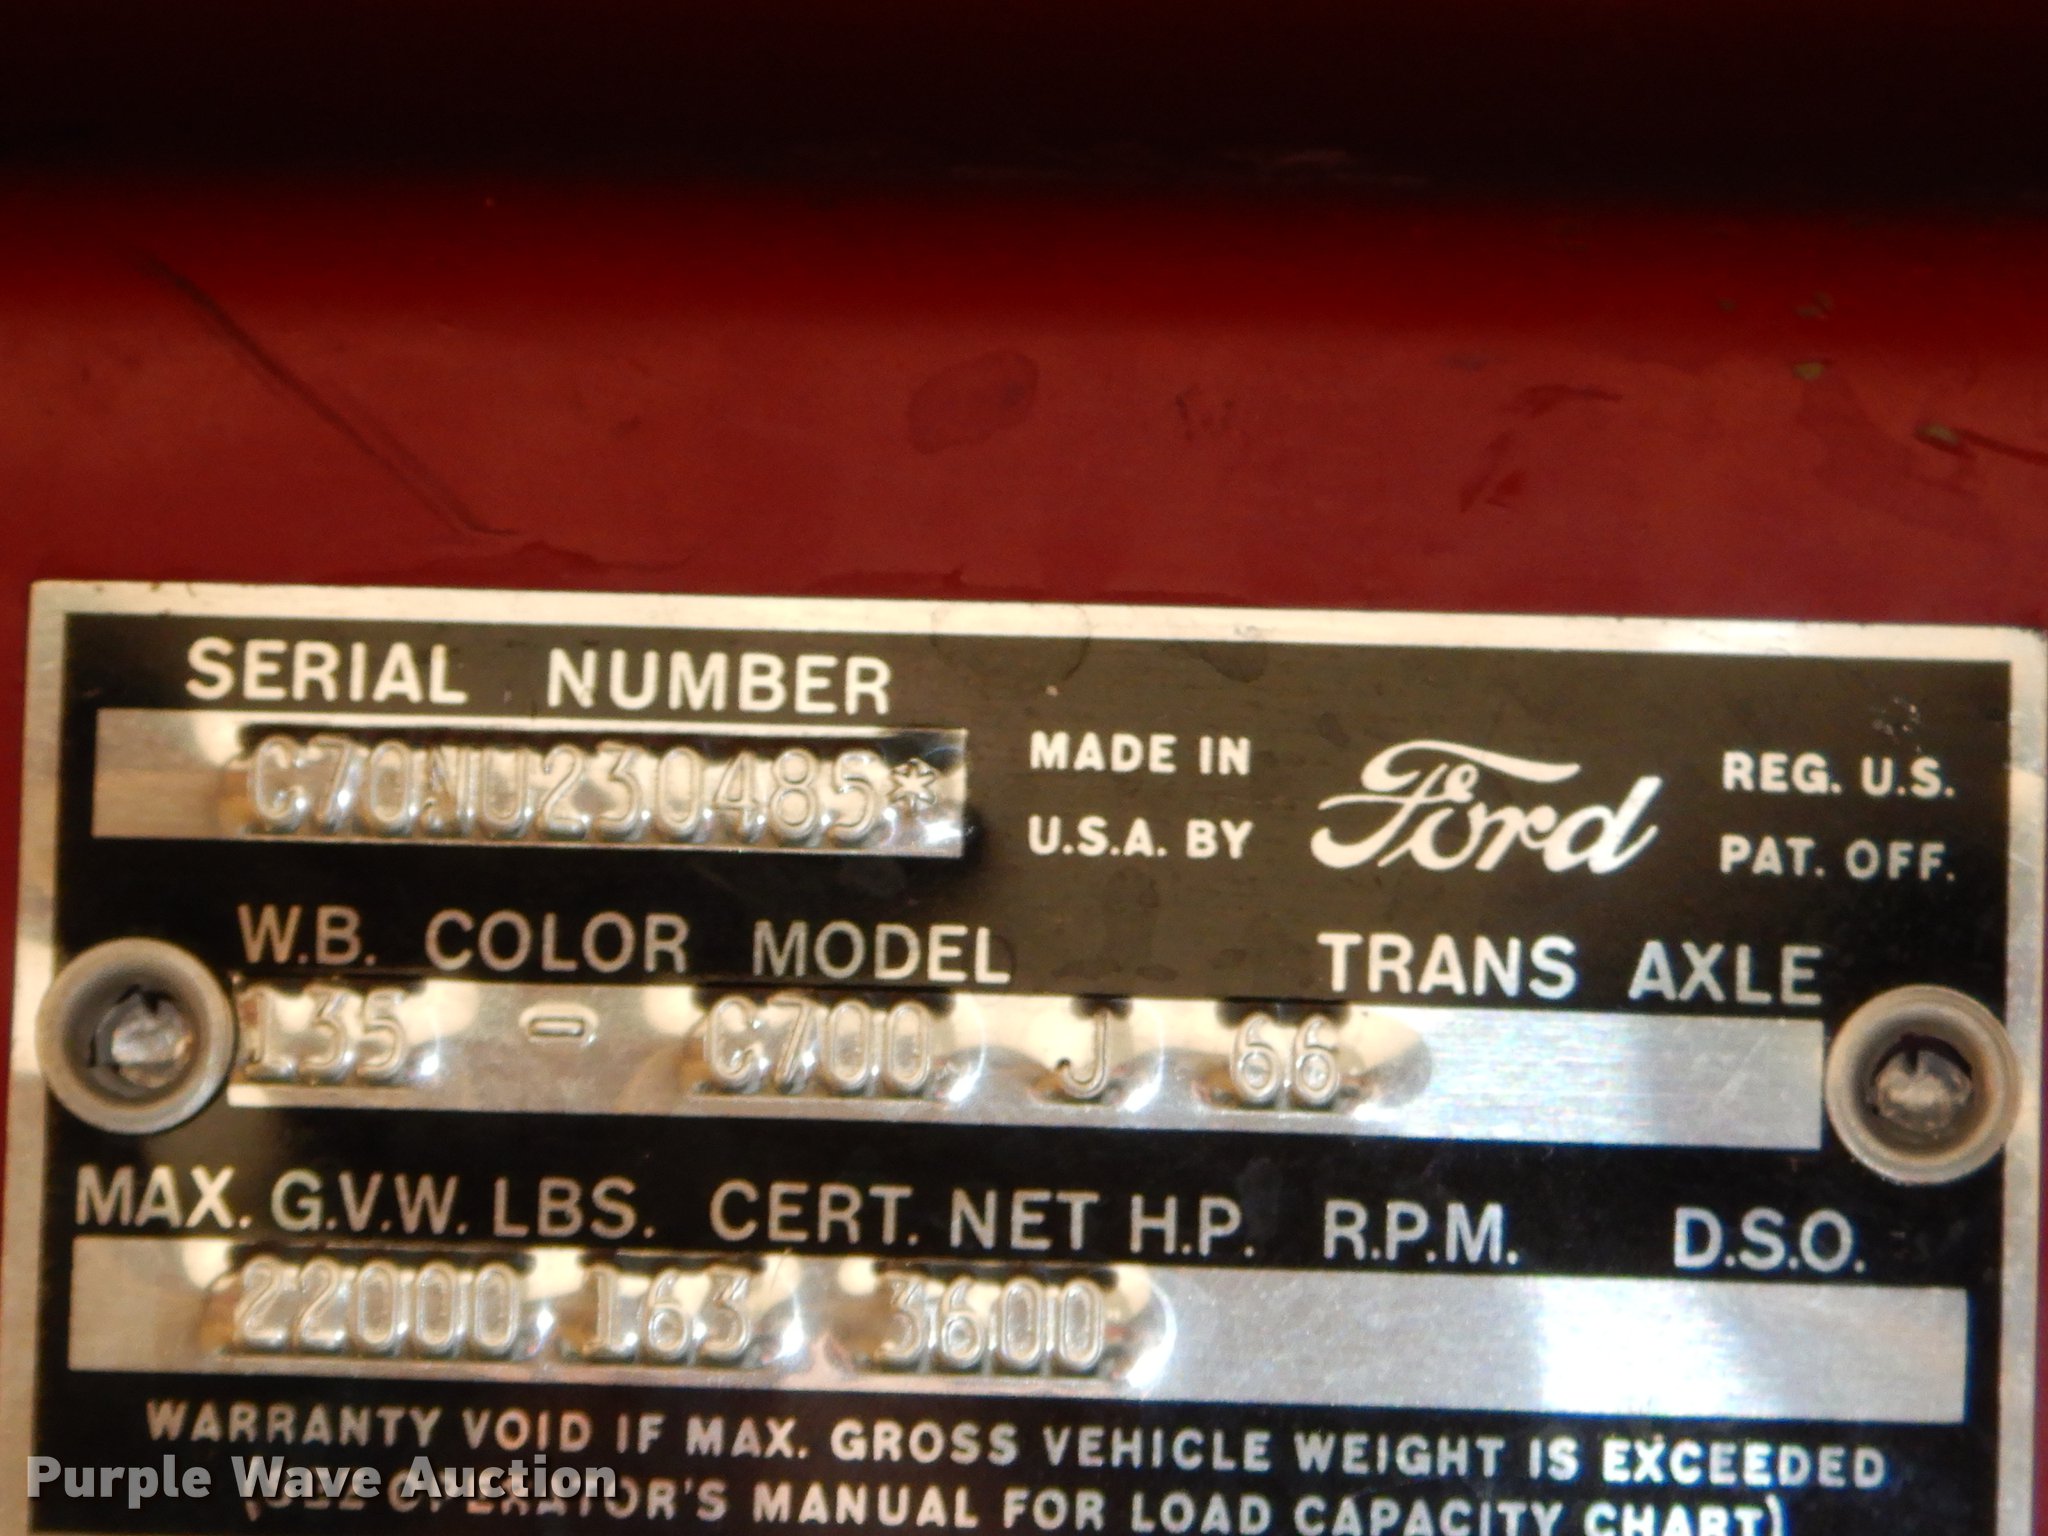 SERIAL NUMBER
C70NU230485*
MADE IN
U.S.A. BY
Ford
REG. U.S.
PAT. OFF.
W.B. COLOR MODEL TRANS AXLE
135 - C700 J 66
MAX. G.V.W. LBS. CERT. NET H.P. R.P.M. D.S.O.
22000 163 3600
WARRANTY VOID IF MAX. GROSS VEHICLE WEIGHT IS EXCEEDED
OPERATOR'S MANUAL FOR LOAD CAPACITY CHART)
Purple Wave Auction